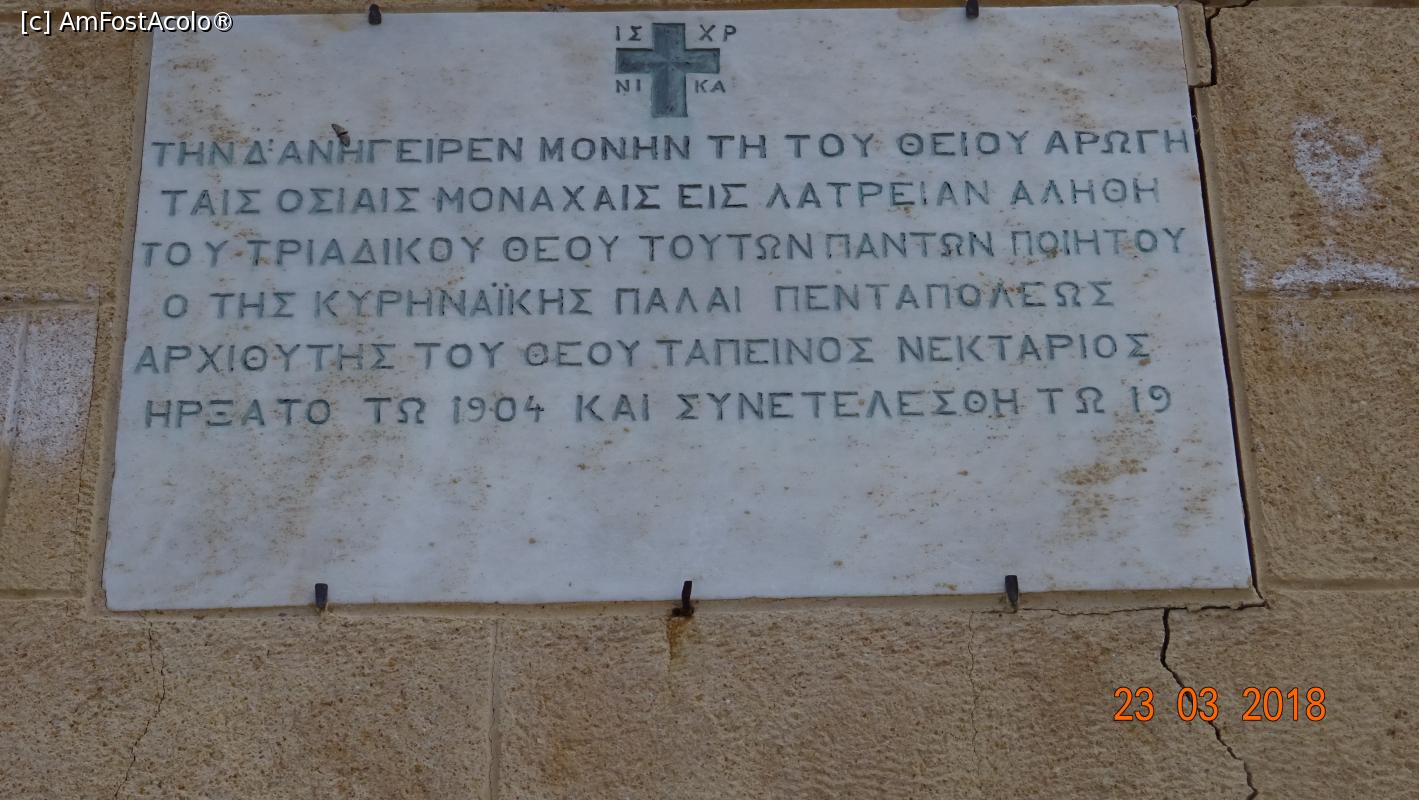 [c] AmFostAcolo®
ΙΣ ΧΡ
ΝΙ ΚΑ
ΤΗΝ Δ' ΑΝΗΓΕΙΡΕΝ ΜΟΝΗΝ ΤΗ ΤΟΥ ΘΕΙΟΥ ΑΡΩΓΗ
ΤΑΙΣ ΟΣΙΑΙΣ ΜΟΝΑΧΑΙΣ ΕΙΣ ΛΑΤΡΕΙΑΝ ΑΛΗΘΗ
ΤΟΥ ΤΡΙΑΔΙΚΟΥ ΘΕΟΥ ΤΟΥΤΩΝ ΠΑΝΤΩΝ ΠΟΙΗΤΟΥ
Ο ΤΗΣ ΚΥΡΗΝΑΪΚΗΣ ΠΑΛΑΙ ΠΕΝΤΑΠΟΛΕΩΣ
ΑΡΧΙΘΥΤΗΣ ΤΟΥ ΘΕΟΥ ΤΑΠΕΙΝΟΣ ΝΕΚΤΑΡΙΟΣ
ΗΡΞΑΤΟ ΤΩ 1904 ΚΑΙ ΣΥΝΕΤΕΛΕΣΘΗ ΤΩ 19
23 03 2018